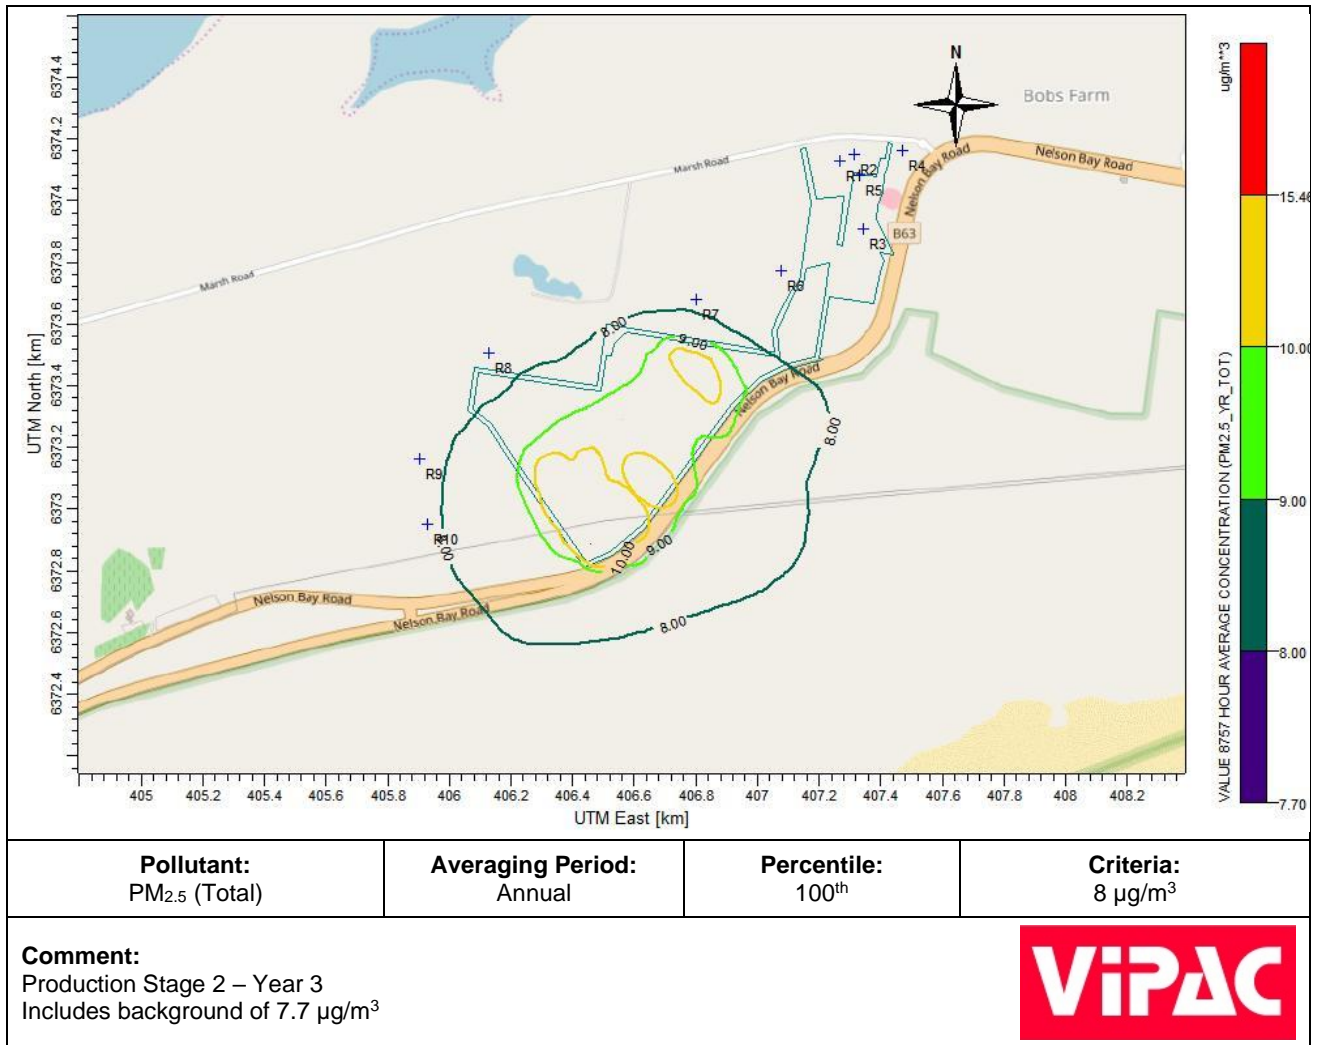 N
Bobs Farm
Marsh Road
Nelson Bay Road
Nelson Bay Road
R4
R2
R1
R5
B63
R3
R6
Marsh Road
R7
8.00
9.00
R8
Nelson Bay Road
8.00
R9
R10
10.00
9.00
Nelson Bay Road
Nelson Bay Road
8.00
6374.4
6374.2
6374
6373.8
6373.6
6373.4
6373.2
6373
6372.8
6372.6
6372.4
UTM North [km]
405 405.2 405.4 405.6 405.8 406 406.2 406.4 406.6 406.8 407 407.2 407.4 407.6 407.8 408 408.2
UTM East [km]
ug/m**3
15.46
10.00
9.00
8.00
7.70
VALUE 8757 HOUR AVERAGE CONCENTRATION (PM2.5_YR_TOT)
Pollutant:
PM2.5 (Total)
Averaging Period:
Annual
Percentile:
100th
Criteria:
8 µg/m³
Comment:
Production Stage 2 – Year 3
Includes background of 7.7 µg/m³
ViPAC